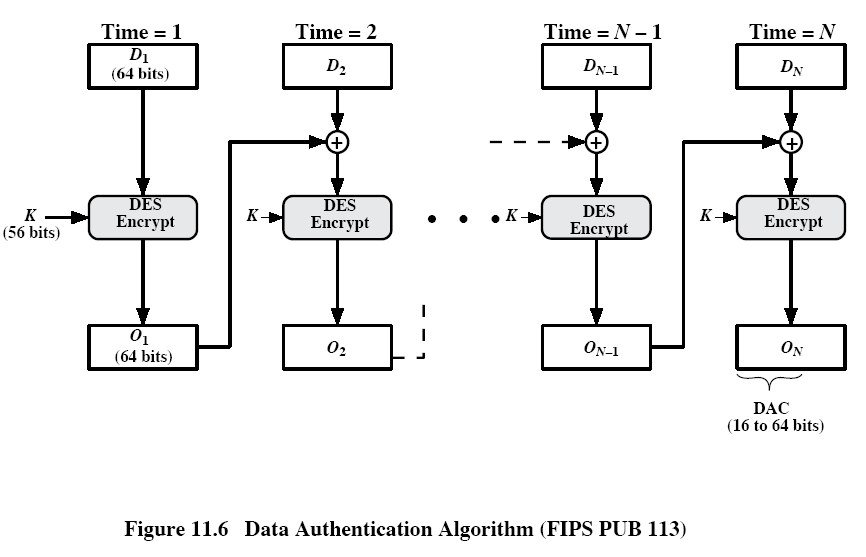 Time = 1
Time = 2
Time = N – 1
Time = N
D1
(64 bits)
D2
DN–1
DN
+
+
+
DES
Encrypt
K
(56 bits)
DES
Encrypt
K
• • •
DES
Encrypt
K
DES
Encrypt
K
O1
(64 bits)
O2
ON–1
ON
DAC
(16 to 64 bits)
Figure 11.6 Data Authentication Algorithm (FIPS PUB 113)